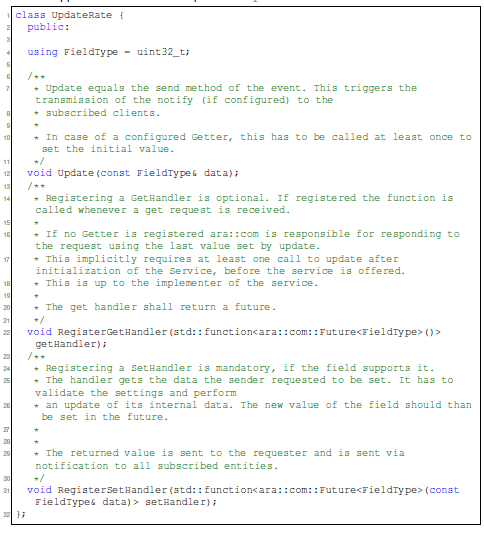 1 class UpdateRate {
2 public:
3
4 using FieldType = uint32_t;
5
6 /**
7 * Update equals the send method of the event. This triggers the
transmission of the notify (if configured) to the
8 * subscribed clients.
9 *
10 * In case of a configured Getter, this has to be called at least once to
set the initial value.
11 */
12 void Update(const FieldType& data);
13 /**
14 * Registering a GetHandler is optional. If registered the function is
called whenever a get request is received.
15 *
16 * If no Getter is registered ara::com is responsible for responding to
the request using the last value set by update.
17 * This implicitly requires at least one call to update after
initialization of the Service, before the service is offered.
18 * This is up to the implementer of the service.
19 *
20 * The get handler shall return a future.
21 */
22 void RegisterGetHandler(std::function<ara::com::Future<FieldType>()>
getHandler);
23 /**
24 * Registering a SetHandler is mandatory, if the field supports it.
25 * The handler gets the data the sender requested to be set. It has to
validate the settings and perform
26 * an update of its internal data. The new value of the field should than
be set in the future.
27 *
28 *
29 * The returned value is sent to the requester and is sent via
notification to all subscribed entities.
30 */
31 void RegisterSetHandler(std::function<ara::com::Future<FieldType>(const
FieldType& data)> setHandler);
32 };